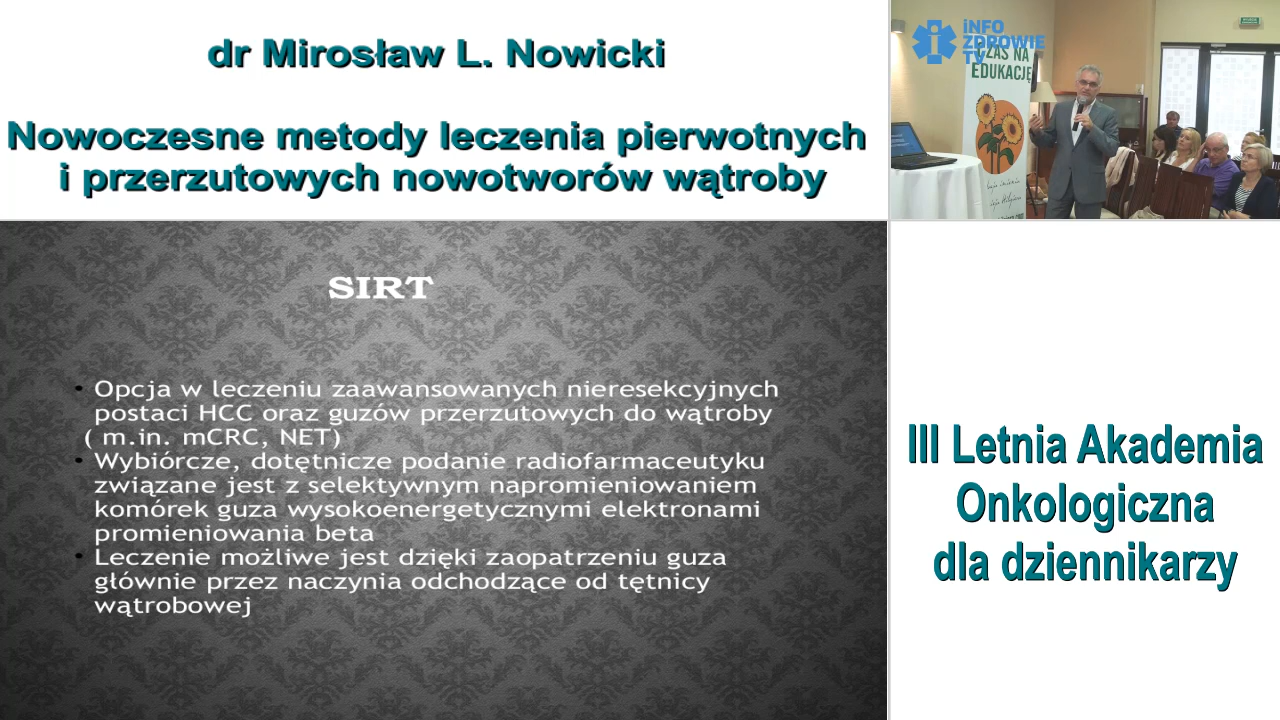 dr Mirosław L. Nowicki
Nowoczesne metody leczenia pierwotnych
i przerzutowych nowotworów wątroby
iNFO
ZDROWIE
TV
CZAS NA
EDUKACJĘ
SIRT
• Opcja w leczeniu zaawansowanych nieresekcyjnych
postaci HCC oraz guzów przerzutowych do wątroby
( m.in. mCRC, NET)
• Wybiórcze, dotętnicze podanie radiofarmaceutyku
związane jest z selektywnym napromieniowaniem
komórek guza wysokoenergetycznymi elektronami
promieniowania beta
• Leczenie możliwe jest dzięki zaopatrzeniu guza
głównie przez naczynia odchodzące od tętnicy
wątrobowej
III Letnia Akademia
Onkologiczna
dla dziennikarzy